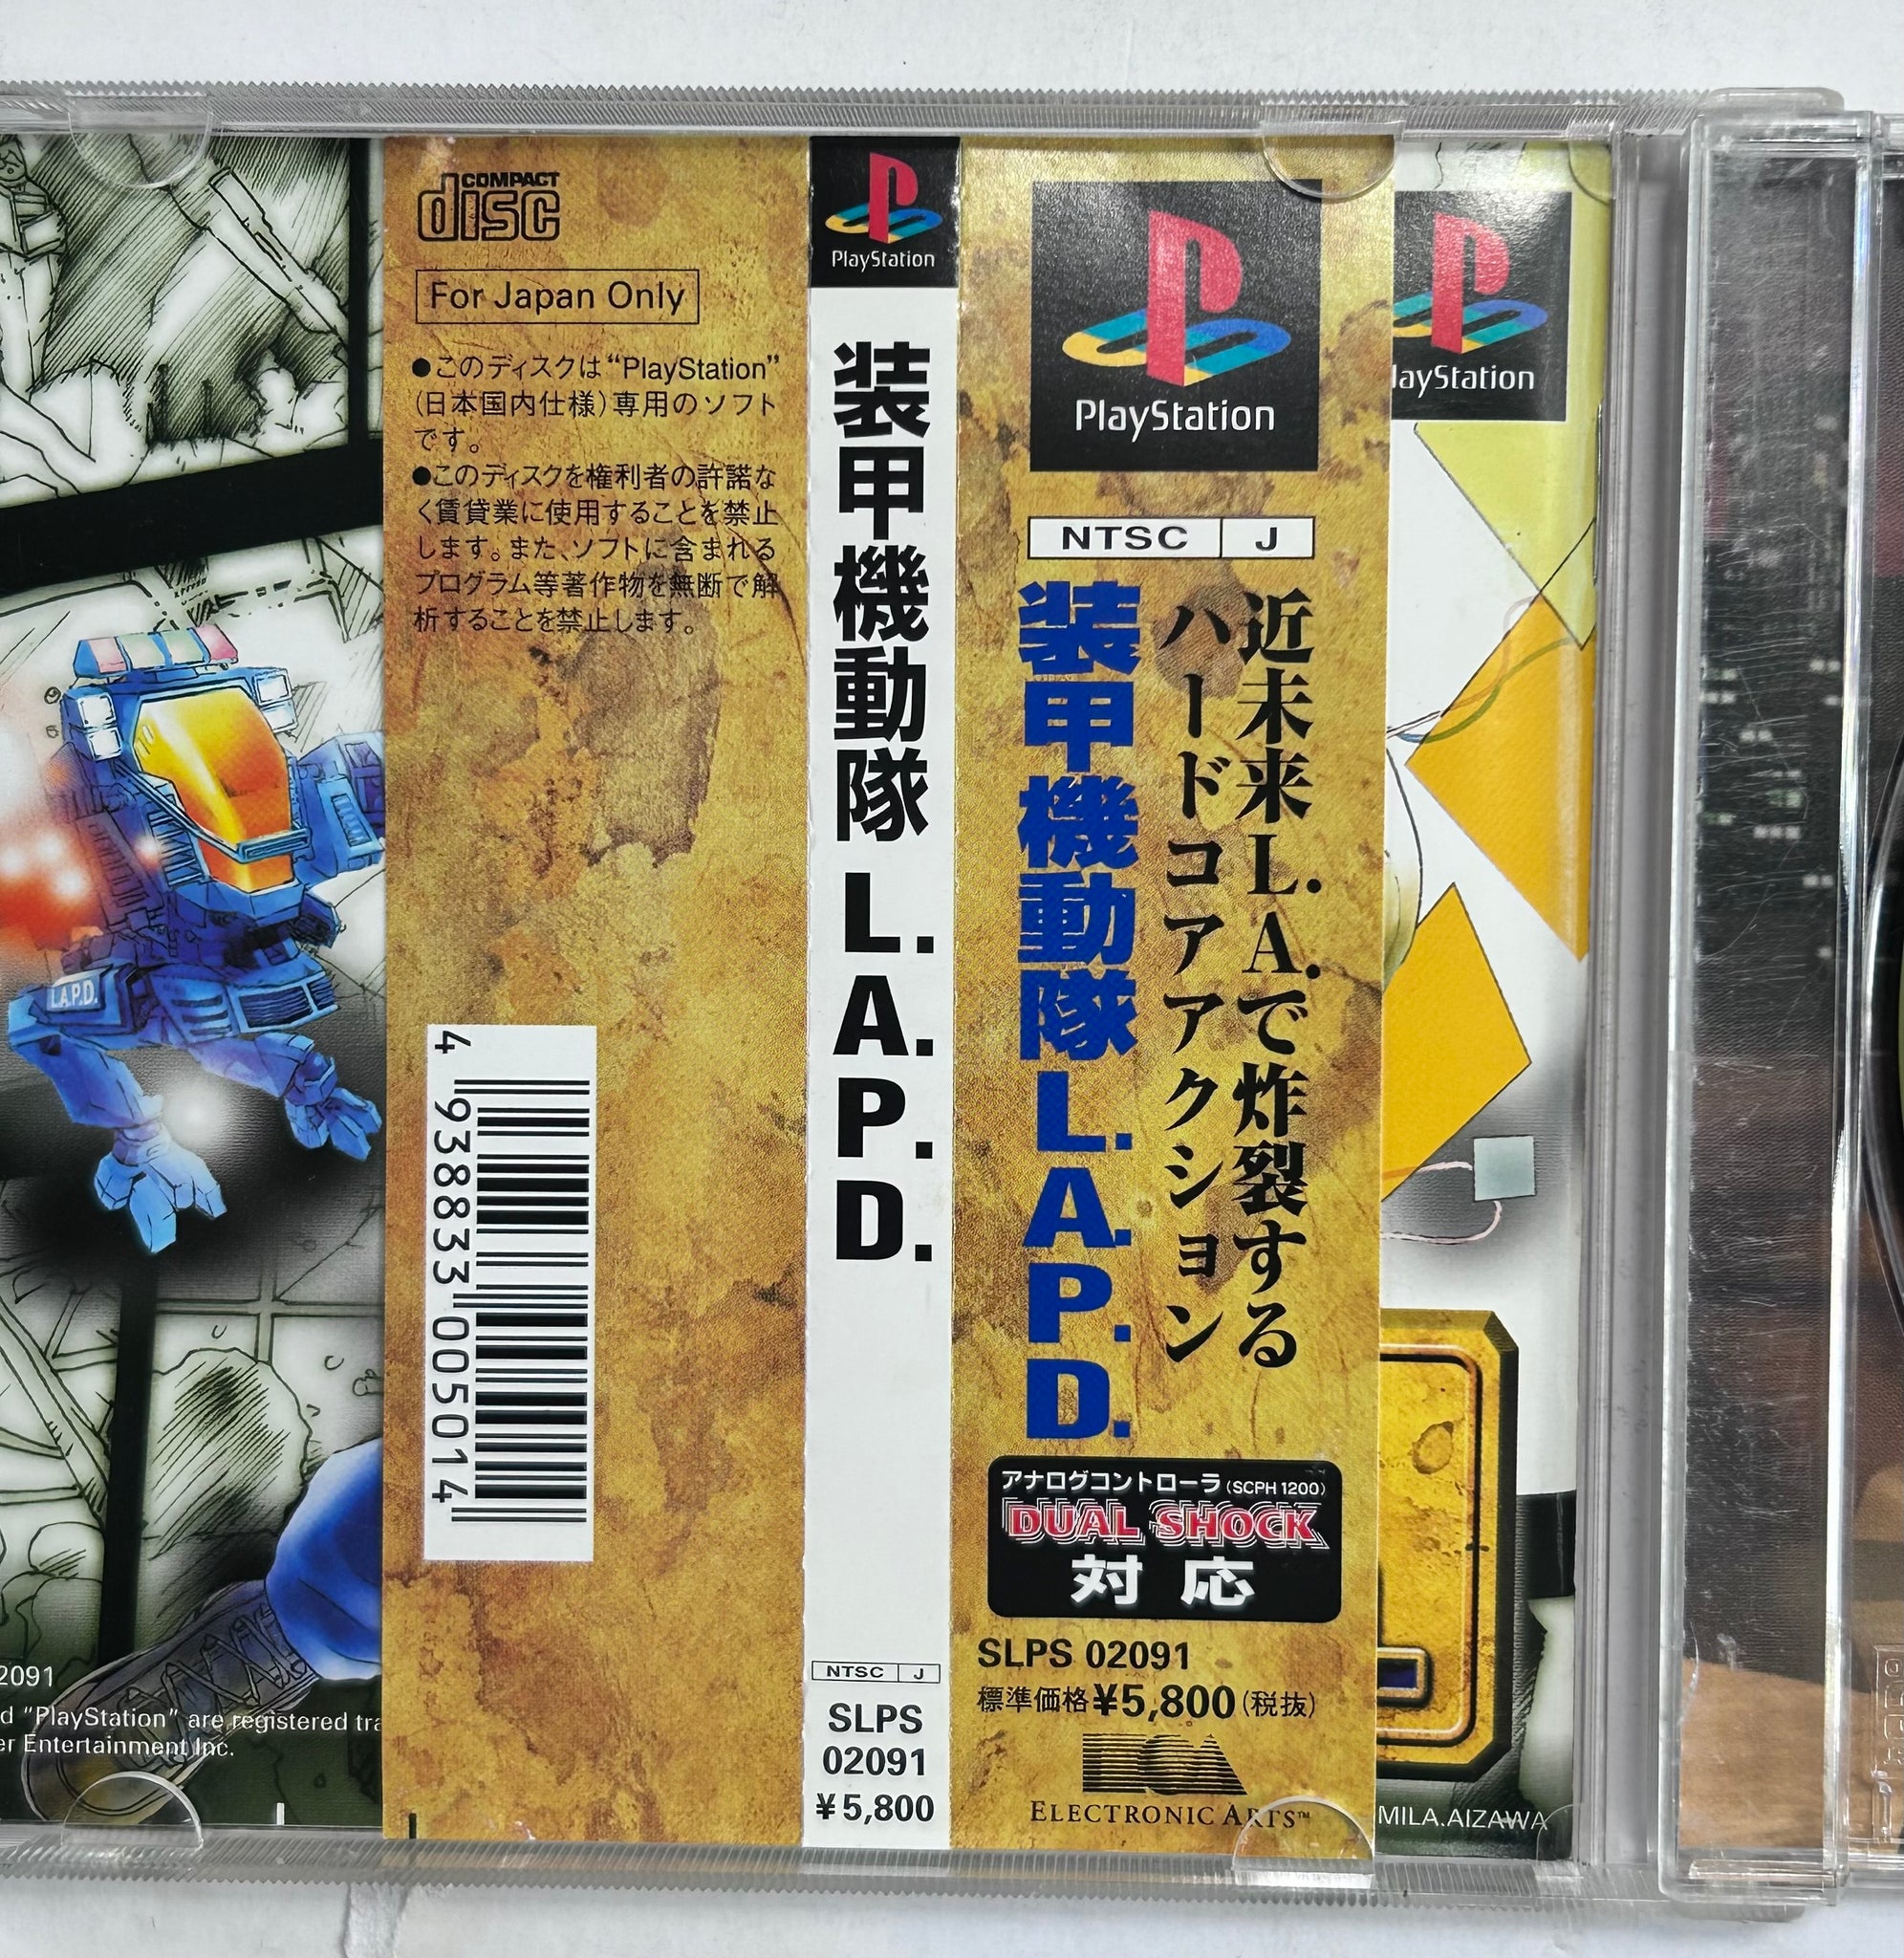 L.A.P.D.
2091
d “PlayStation” are registered tra
er Entertainment Inc.
COMPACT
disc
For Japan Only
●このディスクは“PlayStation”
(日本国内仕様)専用のソフト
です。
●このディスクを権利者の許諾な
く賃貸業に使用することを禁止
します。また、ソフトに含まれる
プログラム等著作物を無断で解
析することを禁止します。
4 938833 005014
PlayStation
装甲機動隊 L.A.P.D.
NTSC J
SLPS
02091
¥5,800
PlayStation
NTSC J
近未来L.A.で炸裂する
ハードコアアクション
装甲機動隊 L.A.P.D.
アナログコントローラ(SCPH 1200)
DUAL SHOCK
対応
SLPS 02091
標準価格¥5,800(税抜)
ELECTRONIC ARTS™
layStation
MILA.AIZAWA